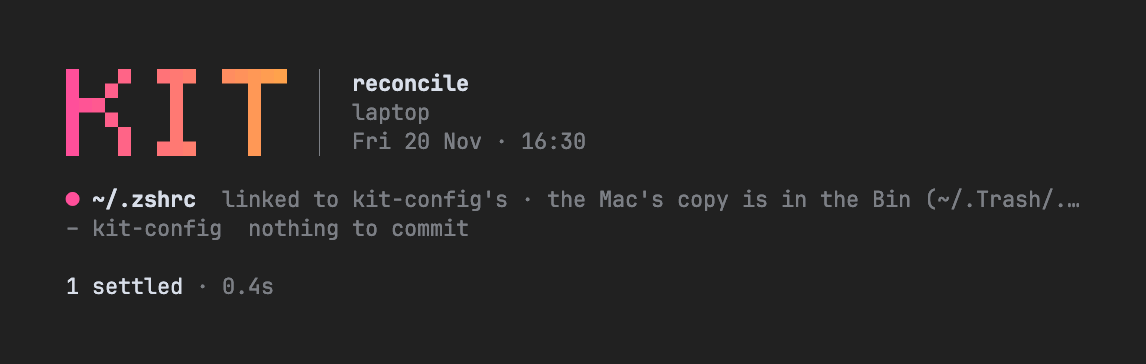 KIT
reconcile
laptop
Fri 20 Nov · 16:30
● ~/.zshrc  linked to kit-config's · the Mac's copy is in the Bin (~/.Trash/.…
– kit-config  nothing to commit
1 settled · 0.4s